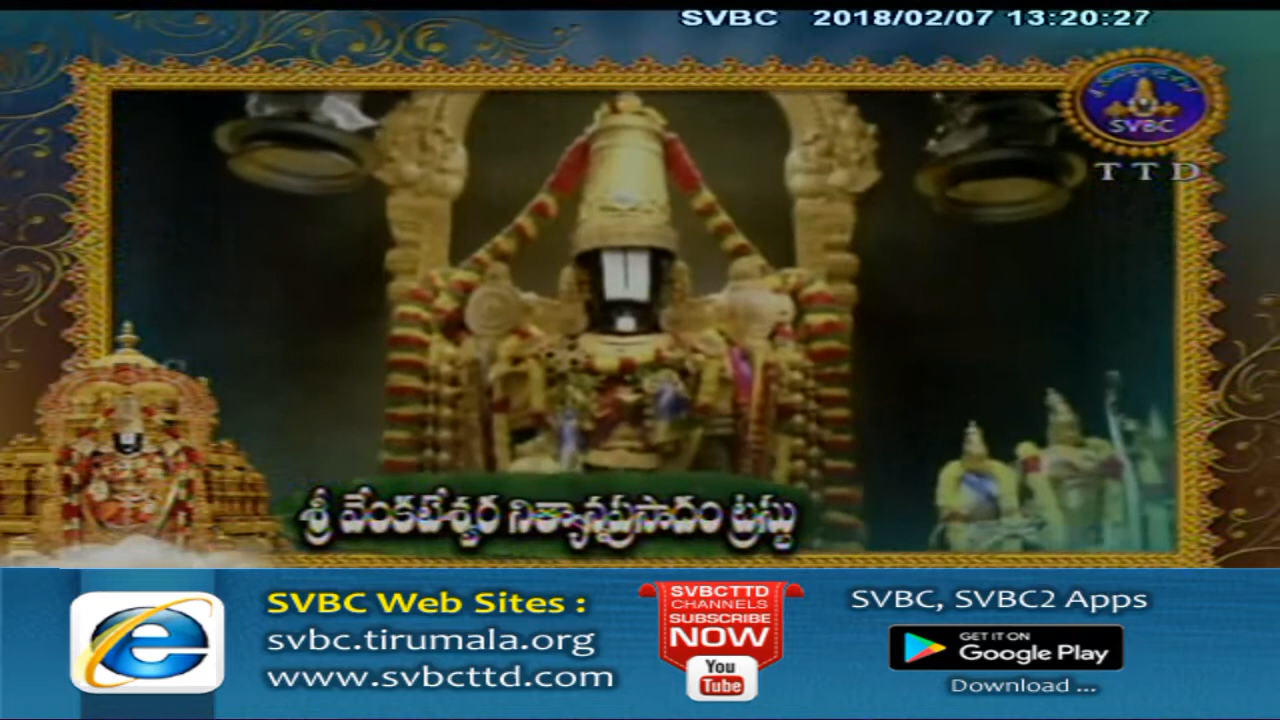 SVBC 2018/02/07 13:20:27
SVBC
T T D
శ్రీ వేంకటేశ్వర నిత్యాన్నప్రసాదం ట్రస్టు
SVBC Web Sites :
svbc.tirumala.org
www.svbcttd.com
SVBCTTD
CHANNELS
SUBSCRIBE
NOW
You
Tube
SVBC, SVBC2 Apps
GET IT ON
Google Play
Download ...